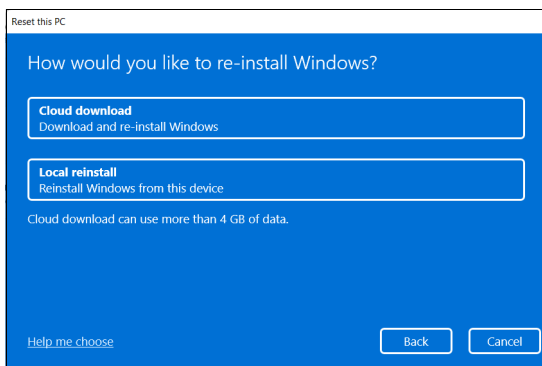 Reset this PC
How would you like to re-install Windows?
Cloud download
Download and re-install Windows
Local reinstall
Reinstall Windows from this device
Cloud download can use more than 4 GB of data.
Help me choose
Back
Cancel